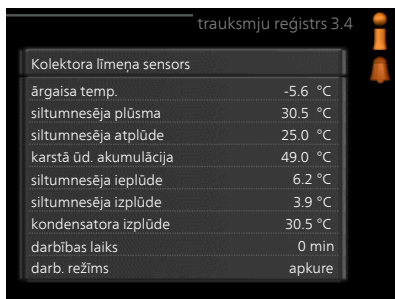 trauksmju reģistrs 3.4
Kolektora līmeņa sensors
ārgaisa temp. -5.6 °C
siltumnesēja plūsma 30.5 °C
siltumnesēja atplūde 25.0 °C
karstā ūd. akumulācija 49.0 °C
siltumnesēja ieplūde 6.2 °C
siltumnesēja izplūde 3.9 °C
kondensatora izplūde 30.5 °C
darbības laiks 0 min
darb. režīms apkure